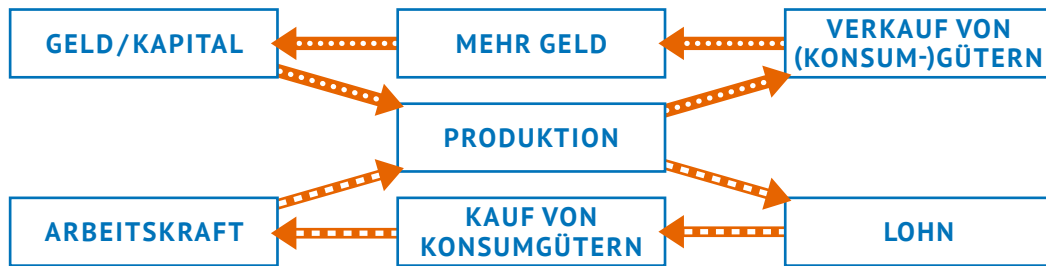 GELD/KAPITAL
MEHR GELD
VERKAUF VON
(KONSUM-)GÜTERN
PRODUKTION
ARBEITSKRAFT
KAUF VON
KONSUMGÜTERN
LOHN